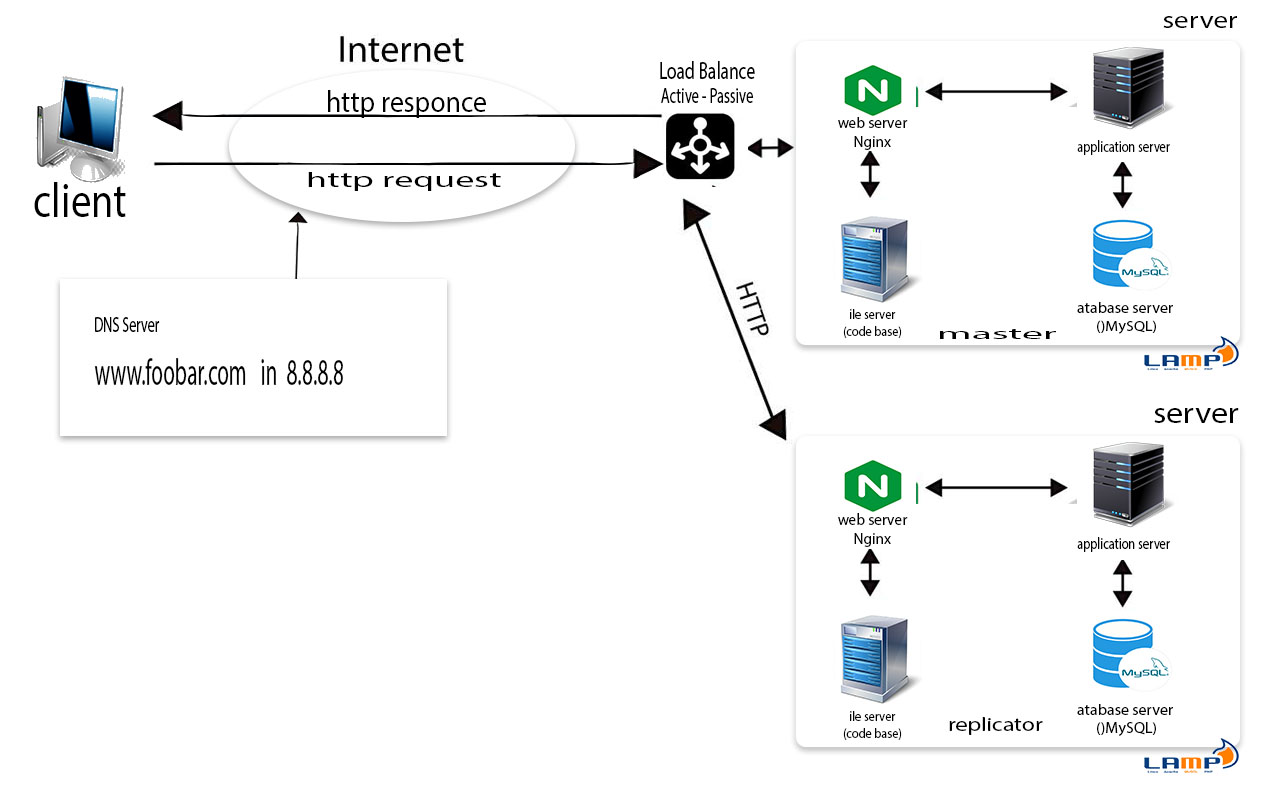 server
Internet
http responce
http request
client
Load Balance
Active - Passive
HTTP
DNS Server
www.foobar.com in 8.8.8.8
web server
Nginx
application server
ile server
(code base)
MySQL
atabase server
()MySQL)
master
LAMP
server
web server
Nginx
application server
ile server
(code base)
MySQL
atabase server
()MySQL)
replicator
LAMP